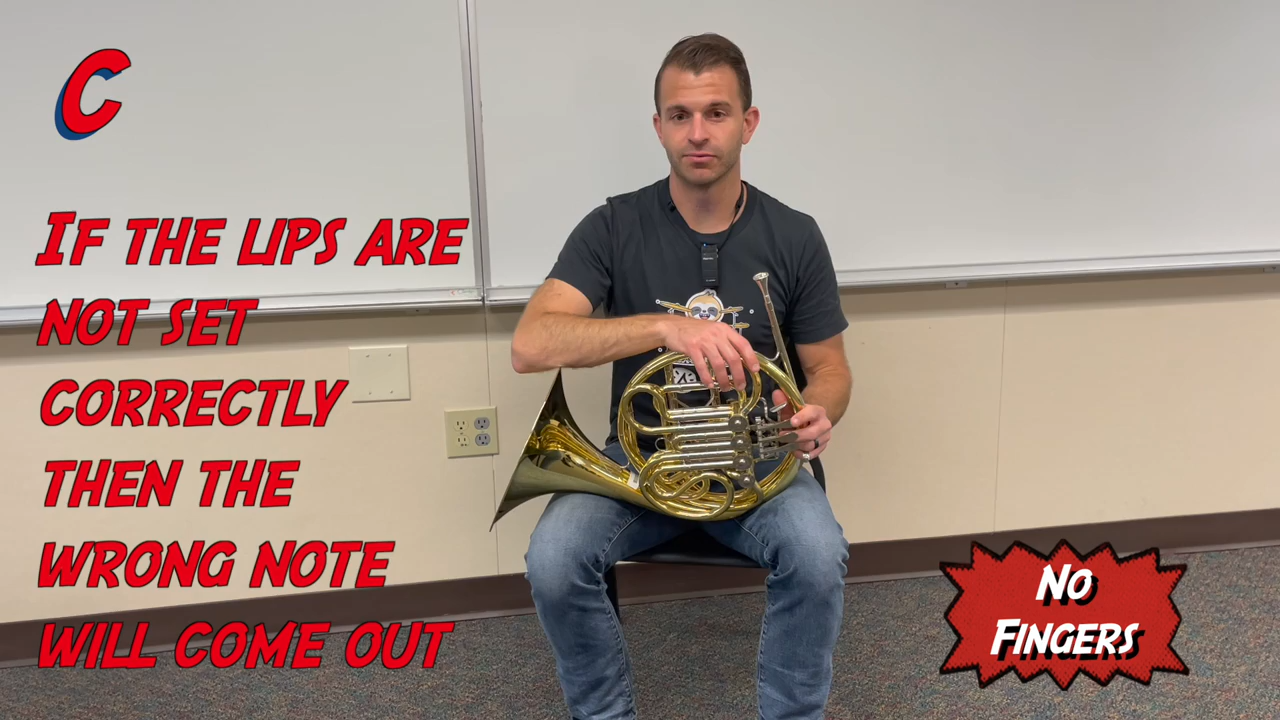 C
IF THE LIPS ARE
NOT SET
CORRECTLY
THEN THE
WRONG NOTE
WILL COME OUT
NO
FINGERS